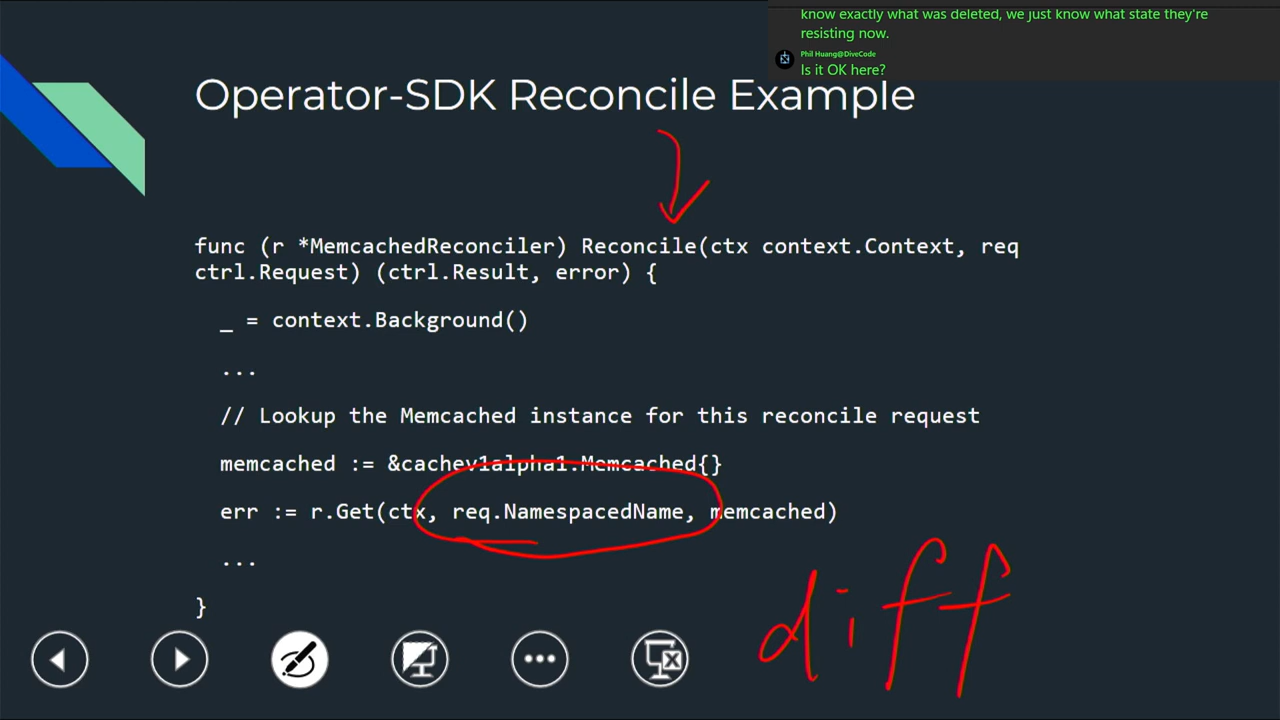 know exactly what was deleted, we just know what state they're
resisting now.
Phil Huang@DiveCode
Is it OK here?
Operator-SDK Reconcile Example
func (r *MemcachedReconciler) Reconcile(ctx context.Context, req
ctrl.Request) (ctrl.Result, error) {
_ = context.Background()
...
// Lookup the Memcached instance for this reconcile request
memcached := &cachev1alpha1.Memcached{}
err := r.Get(ctx, req.NamespacedName, memcached)
...
}
diff